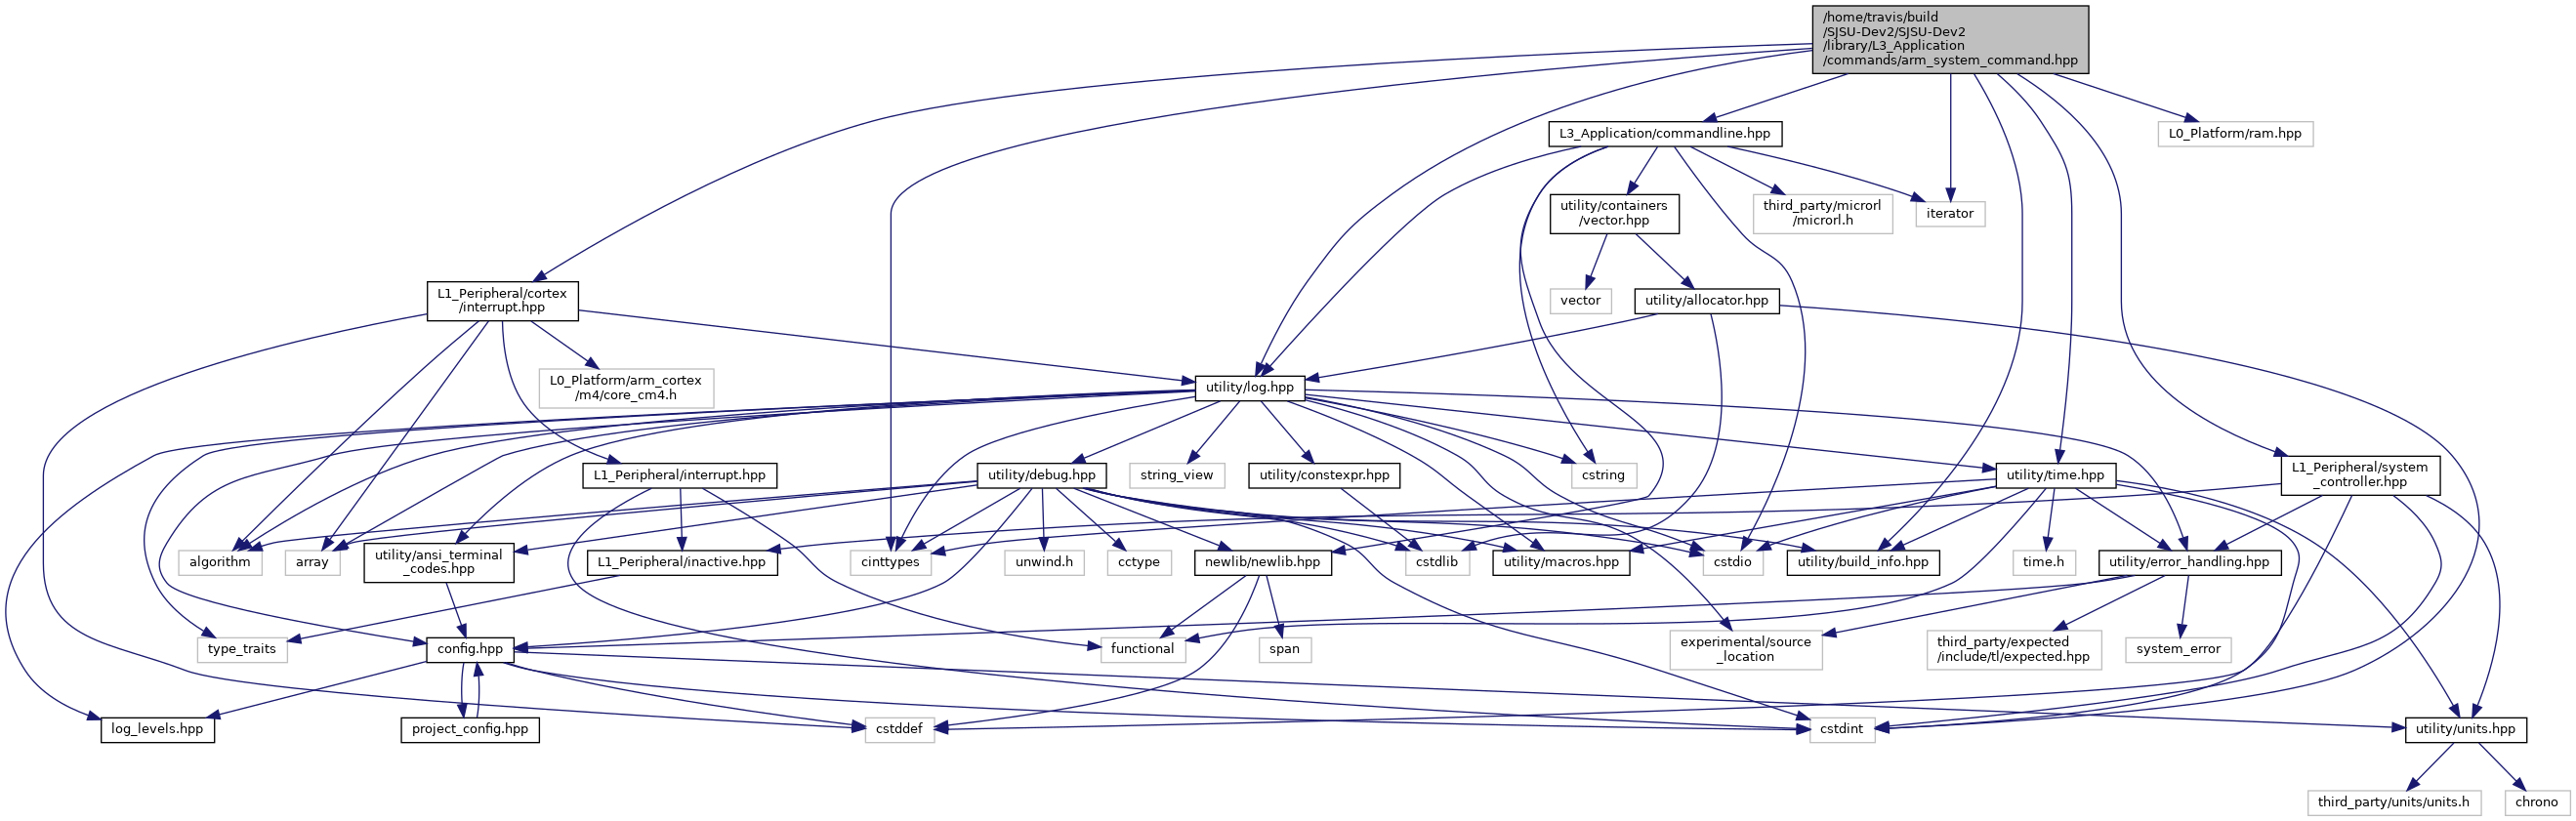 /home/travis/build
/SJSU-Dev2/SJSU-Dev2
/library/L3_Application
/commands/arm_system_command.hpp
L3_Application/commandline.hpp
L0_Platform/ram.hpp
utility/containers
/vector.hpp
third_party/microrl
/microrl.h
iterator
L1_Peripheral/cortex
/interrupt.hpp
vector
utility/allocator.hpp
L0_Platform/arm_cortex
/m4/core_cm4.h
utility/log.hpp
L1_Peripheral/interrupt.hpp
utility/debug.hpp
string_view
utility/constexpr.hpp
cstring
utility/time.hpp
L1_Peripheral/system
_controller.hpp
algorithm
array
utility/ansi_terminal
_codes.hpp
L1_Peripheral/inactive.hpp
cinttypes
unwind.h
cctype
newlib/newlib.hpp
cstdlib
utility/macros.hpp
cstdio
utility/build_info.hpp
time.h
utility/error_handling.hpp
type_traits
config.hpp
functional
span
experimental/source
_location
third_party/expected
/include/tl/expected.hpp
system_error
log_levels.hpp
project_config.hpp
cstddef
cstdint
utility/units.hpp
third_party/units/units.h
chrono